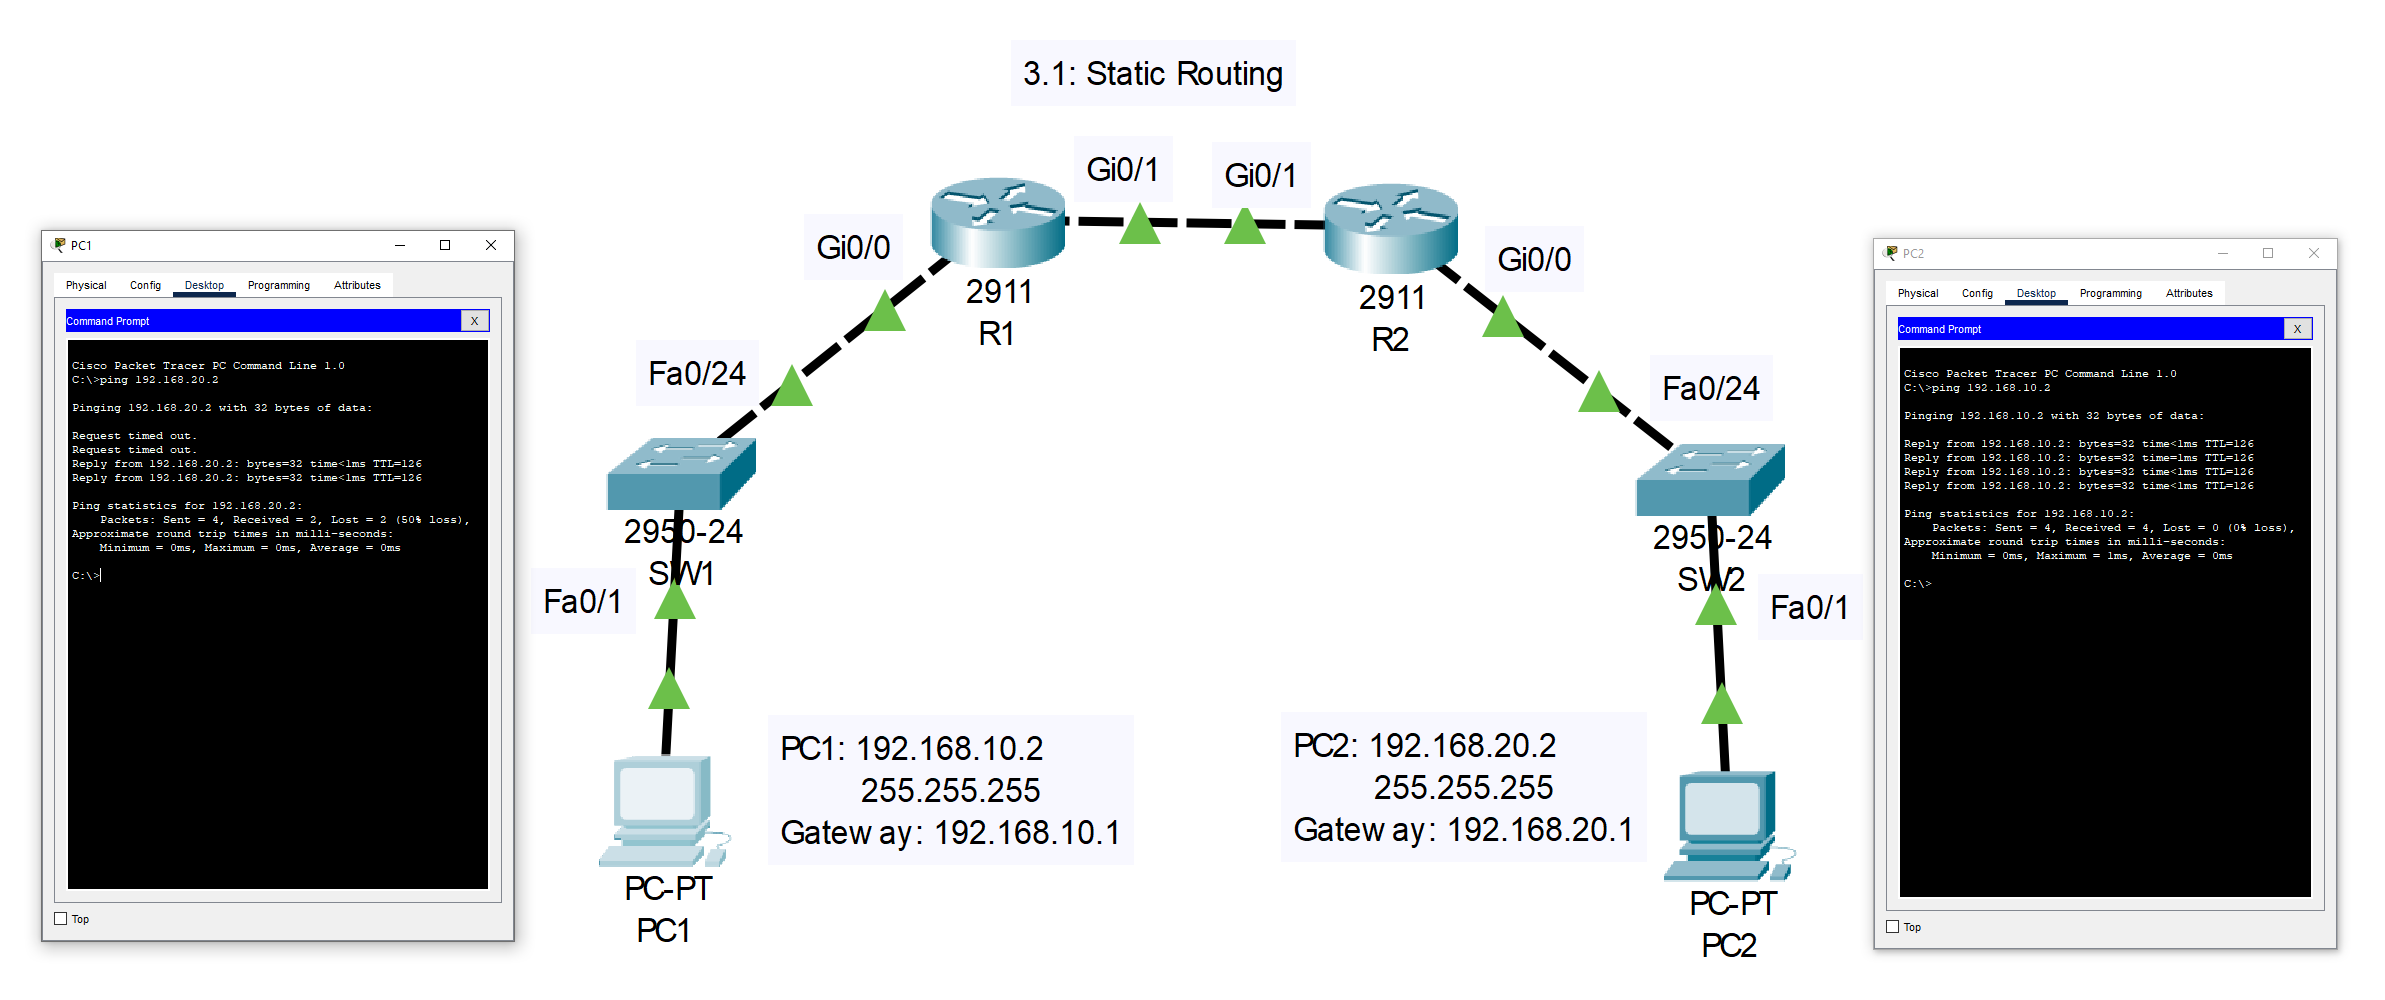 3.1: Static Routing
Gi0/1
Gi0/1
Gi0/0
2911
R1
2911
R2
Gi0/0
Fa0/24
Fa0/24
2950-24
SW1
2950-24
SW2
Fa0/1
Fa0/1
PC1: 192.168.10.2
255.255.255
Gateway: 192.168.10.1
PC2: 192.168.20.2
255.255.255
Gateway: 192.168.20.1
PC-PT
PC1
PC-PT
PC2
PC1
Physical Config Desktop Programming Attributes
Command Prompt X
Cisco Packet Tracer PC Command Line 1.0
C:\>ping 192.168.20.2
Pinging 192.168.20.2 with 32 bytes of data:
Request timed out.
Request timed out.
Reply from 192.168.20.2: bytes=32 time<1ms TTL=126
Reply from 192.168.20.2: bytes=32 time<1ms TTL=126
Ping statistics for 192.168.20.2:
Packets: Sent = 4, Received = 2, Lost = 2 (50% loss),
Approximate round trip times in milli-seconds:
Minimum = 0ms, Maximum = 0ms, Average = 0ms
C:\>
Top
PC2
Physical Config Desktop Programming Attributes
Command Prompt X
Cisco Packet Tracer PC Command Line 1.0
C:\>ping 192.168.10.2
Pinging 192.168.10.2 with 32 bytes of data:
Reply from 192.168.10.2: bytes=32 time<1ms TTL=126
Reply from 192.168.10.2: bytes=32 time=1ms TTL=126
Reply from 192.168.10.2: bytes=32 time<1ms TTL=126
Reply from 192.168.10.2: bytes=32 time<1ms TTL=126
Ping statistics for 192.168.10.2:
Packets: Sent = 4, Received = 4, Lost = 0 (0% loss),
Approximate round trip times in milli-seconds:
Minimum = 0ms, Maximum = 1ms, Average = 0ms
C:\>
Top